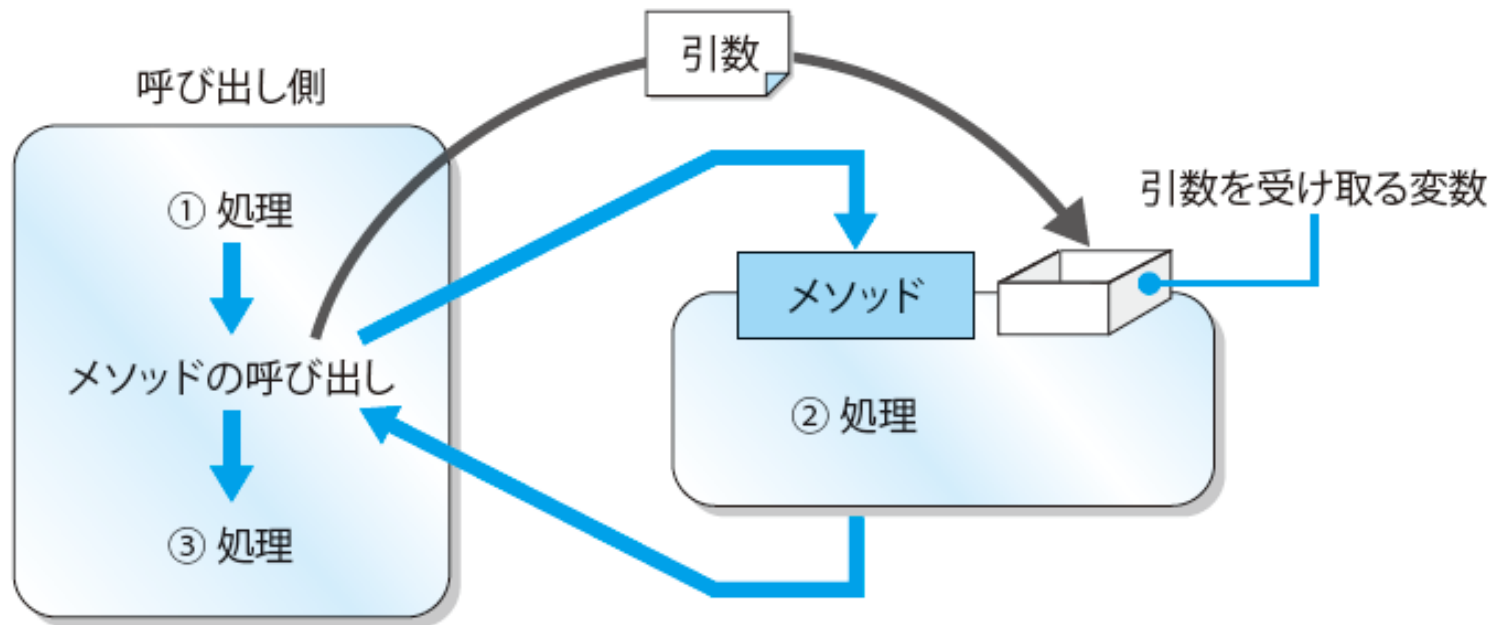 引数
呼び出し側
引数を受け取る変数
① 処理
メソッド
メソッドの呼び出し
② 処理
③ 処理